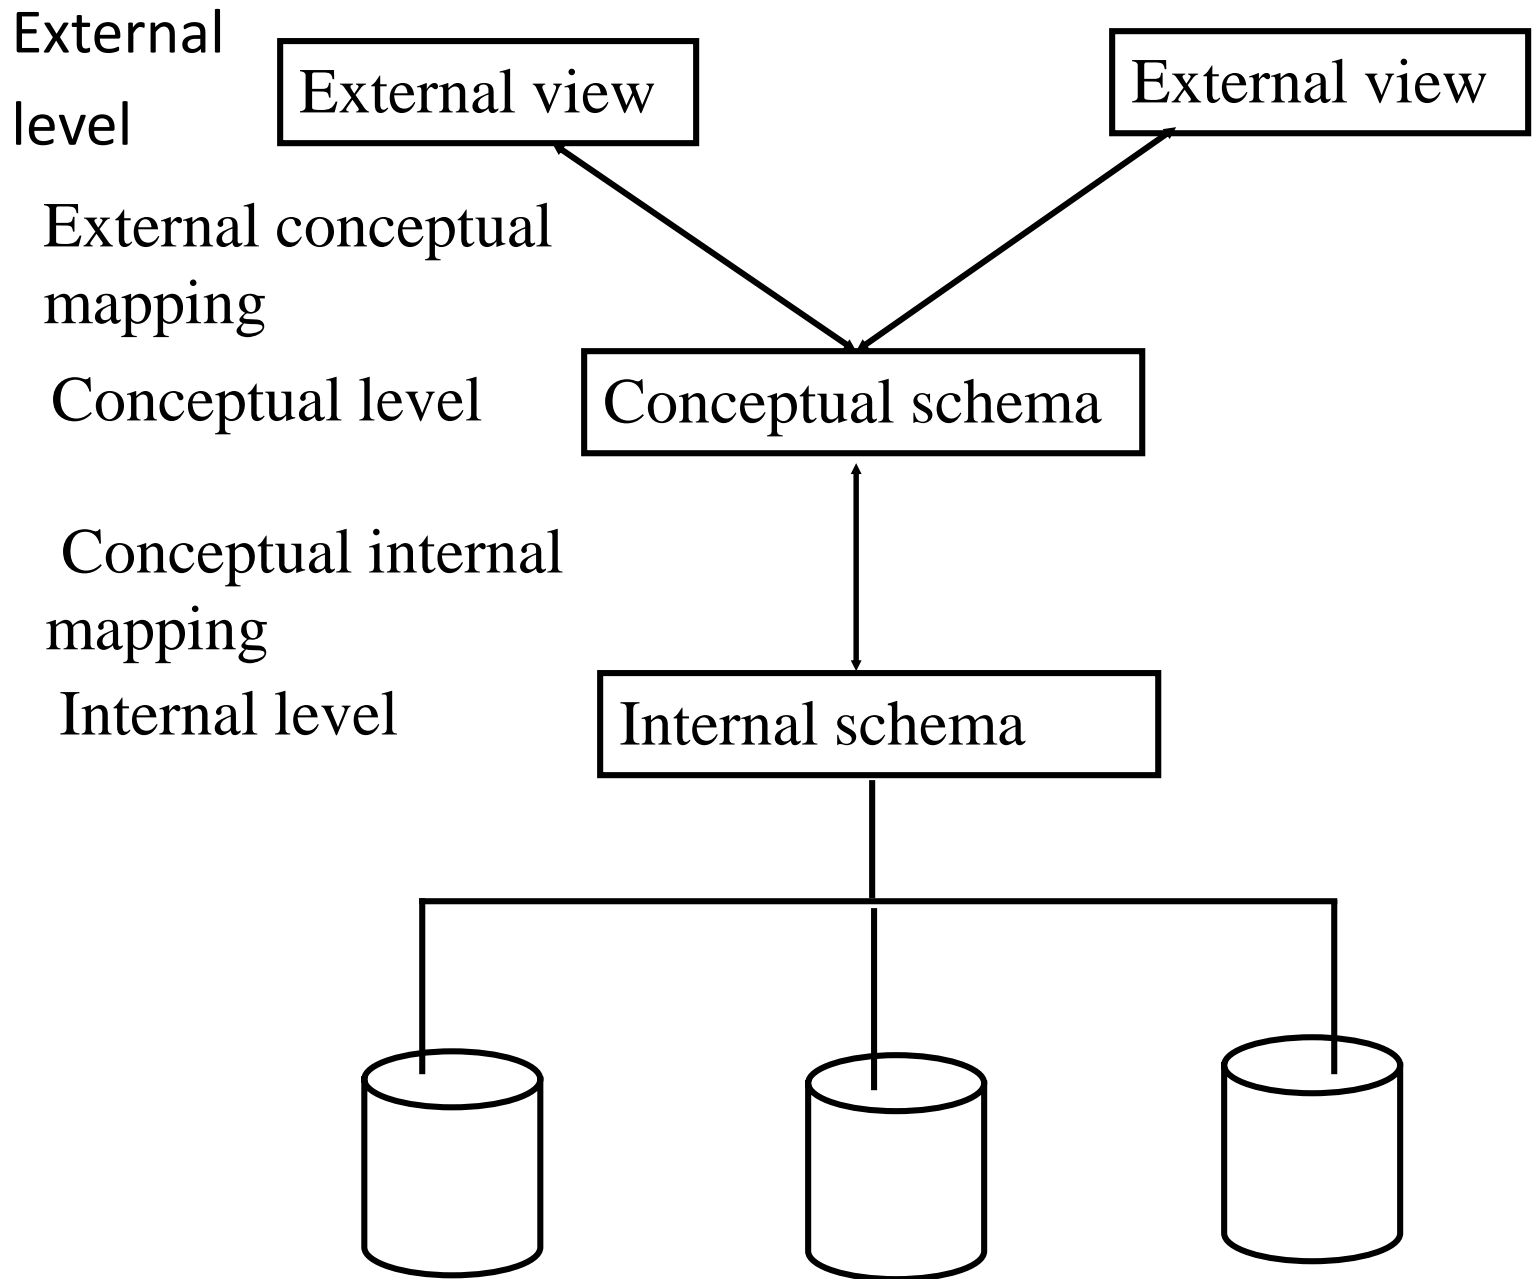 External
level
External view
External view
External conceptual
mapping
Conceptual level
Conceptual schema
Conceptual internal
mapping
Internal level
Internal schema